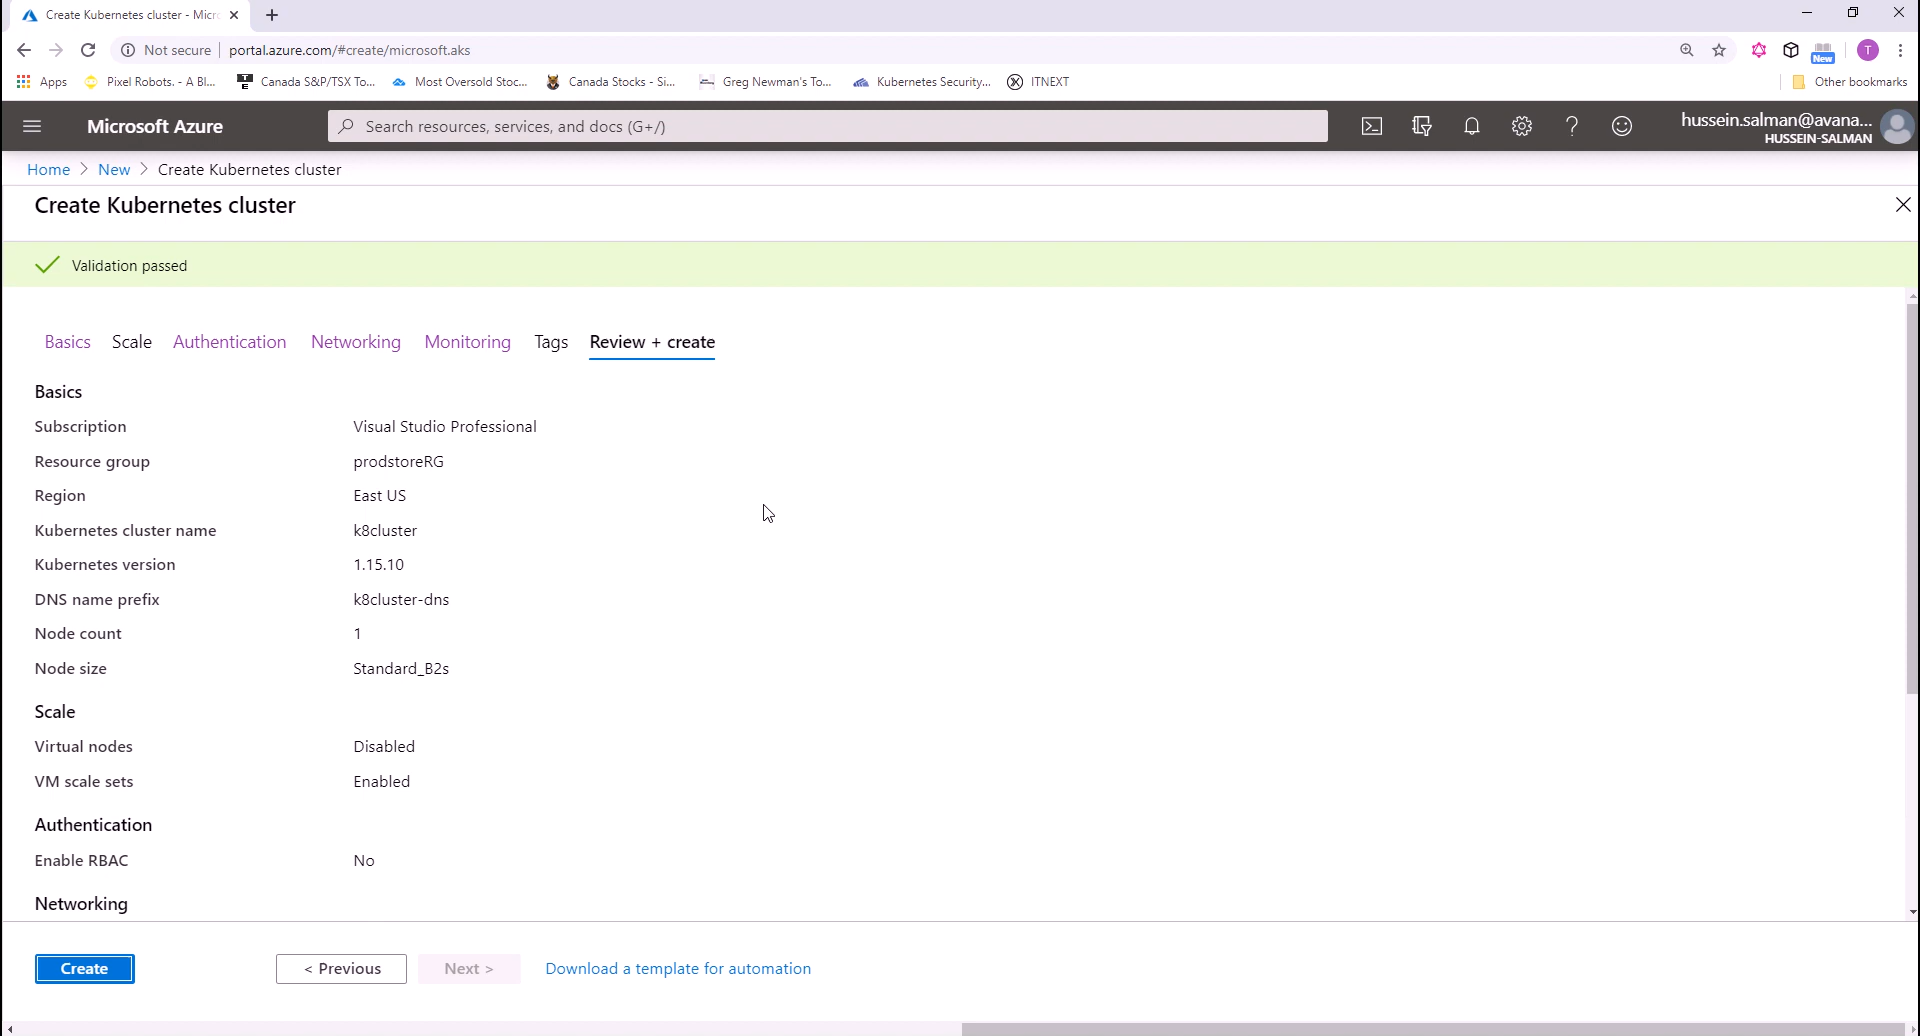 Create Kubernetes cluster - Micr
Not secure
portal.azure.com/#create/microsoft.aks
New
T
Apps
Pixel Robots. - A Bl...
Canada S&P/TSX To...
Most Oversold Stoc...
Canada Stocks - Si...
Greg Newman's To...
Kubernetes Security...
ITNEXT
Other bookmarks
Microsoft Azure
Search resources, services, and docs (G+/)
hussein.salman@avana...
HUSSEIN-SALMAN
Home > New > Create Kubernetes cluster
Create Kubernetes cluster
Validation passed
Basics Scale Authentication Networking Monitoring Tags Review + create
Basics
Subscription Visual Studio Professional
Resource group prodstoreRG
Region East US
Kubernetes cluster name k8cluster
Kubernetes version 1.15.10
DNS name prefix k8cluster-dns
Node count 1
Node size Standard_B2s
Scale
Virtual nodes Disabled
VM scale sets Enabled
Authentication
Enable RBAC No
Networking
Create < Previous Next > Download a template for automation